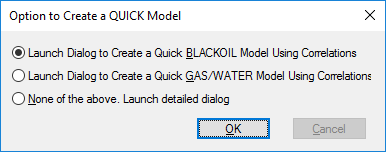 Option to Create a QUICK Model
Launch Dialog to Create a Quick BLACKOIL Model Using Correlations
Launch Dialog to Create a Quick GAS/WATER Model Using Correlations
None of the above. Launch detailed dialog
OK
Cancel